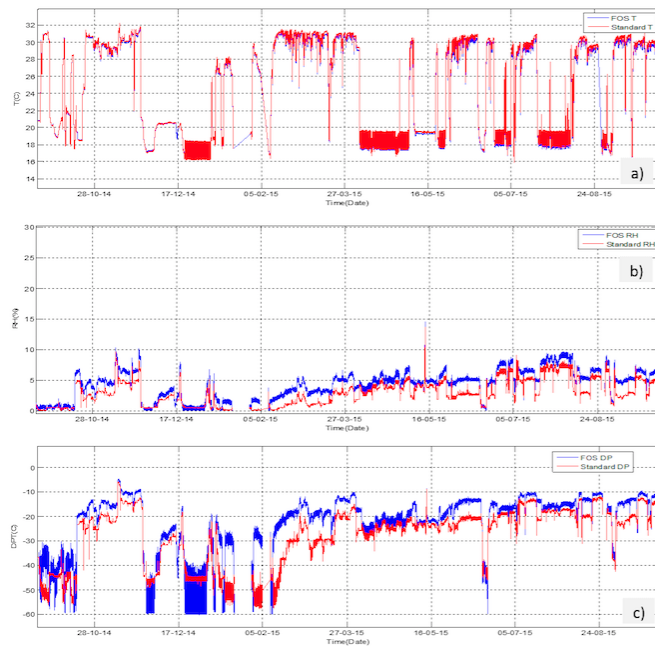 32
30
28
26
24
22
20
18
16
14
T(C)
FOS T
Standard T
a)
28-10-14 17-12-14 05-02-15 27-03-15 16-05-15 05-07-15 24-08-15
Time(Date)
30
25
20
15
10
5
0
RH(%)
FOS RH
Standard RH
b)
28-10-14 17-12-14 05-02-15 27-03-15 16-05-15 05-07-15 24-08-15
Time(Date)
0
-10
-20
-30
-40
-50
-60
DPT(C)
FOS DP
Standard DP
c)
28-10-14 17-12-14 05-02-15 27-03-15 16-05-15 05-07-15 24-08-15
Time(Date)